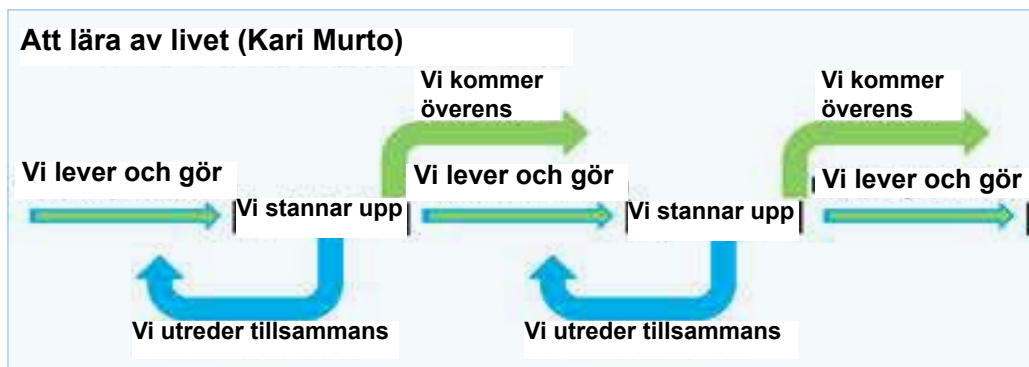 Att lära av livet (Kari Murto)
Vi kommer
överens
Vi kommer
överens
Vi lever och gör
Vi lever och gör
Vi lever och gör
Vi stannar upp
Vi stannar upp
Vi utreder tillsammans
Vi utreder tillsammans